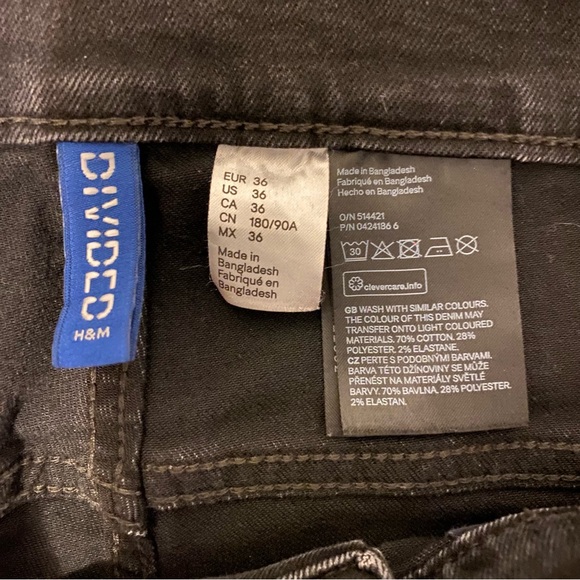 DIVIDED
H&M
EUR 36
US 36
CA 36
CN 180/90A
MX 36
Made in
Bangladesh
Fabriqué en
Bangladesh
Made in Bangladesh
Fabriqué en Bangladesh
Hecho en Bangladesh
O/N 514421
P/N 0424186 6
30
clevercare.info
GB WASH WITH SIMILAR COLOURS.
THE COLOUR OF THIS DENIM MAY
TRANSFER ONTO LIGHT COLOURED
MATERIALS. 70% COTTON. 28%
POLYESTER. 2% ELASTANE.
CZ PERTE S PODOBNÝMI BARVAMI.
BARVA TÉTO DŽÍNOVINY SE MŮŽE
PŘENÉST NA MATERIÁLY SVĚTLÉ
BARVY. 70% BAVLNA, 28% POLYESTER,
2% ELASTAN.